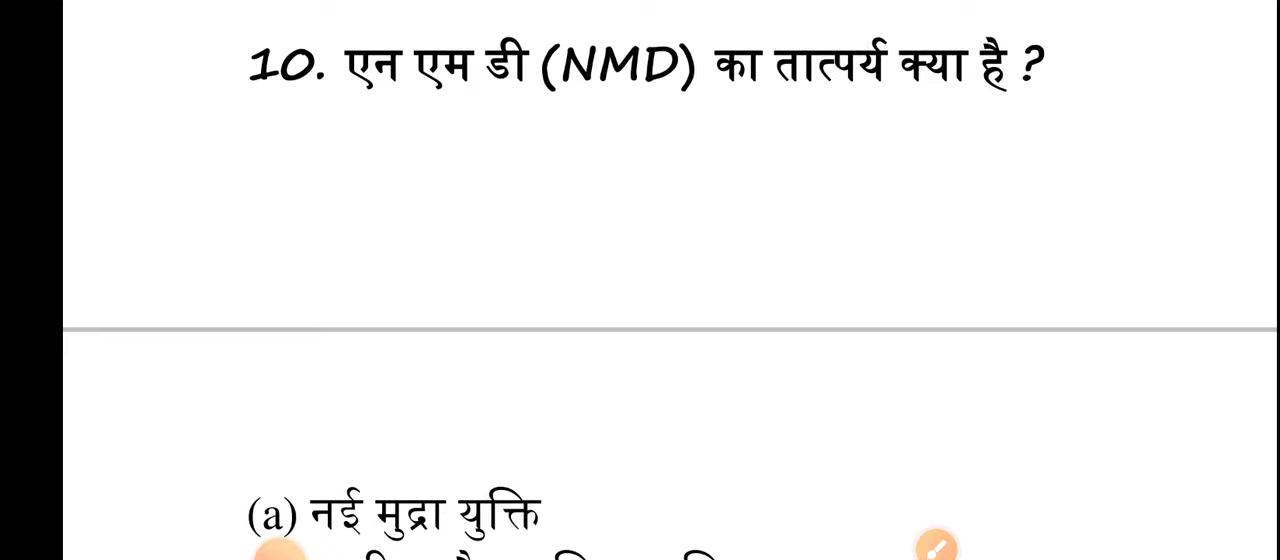 10. एन एम डी (NMD) का तात्पर्य क्या है ?
(a) नई मुद्रा युक्ति